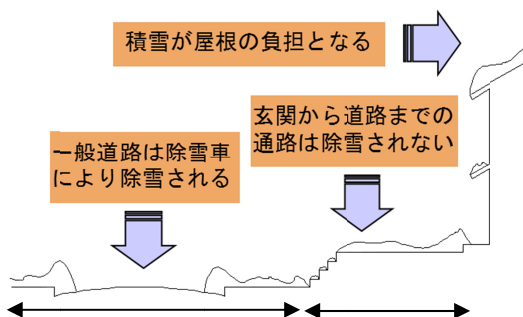 積雪が屋根の負担となる
玄関から道路までの
通路は除雪されない
一般道路は除雪車
により除雪される